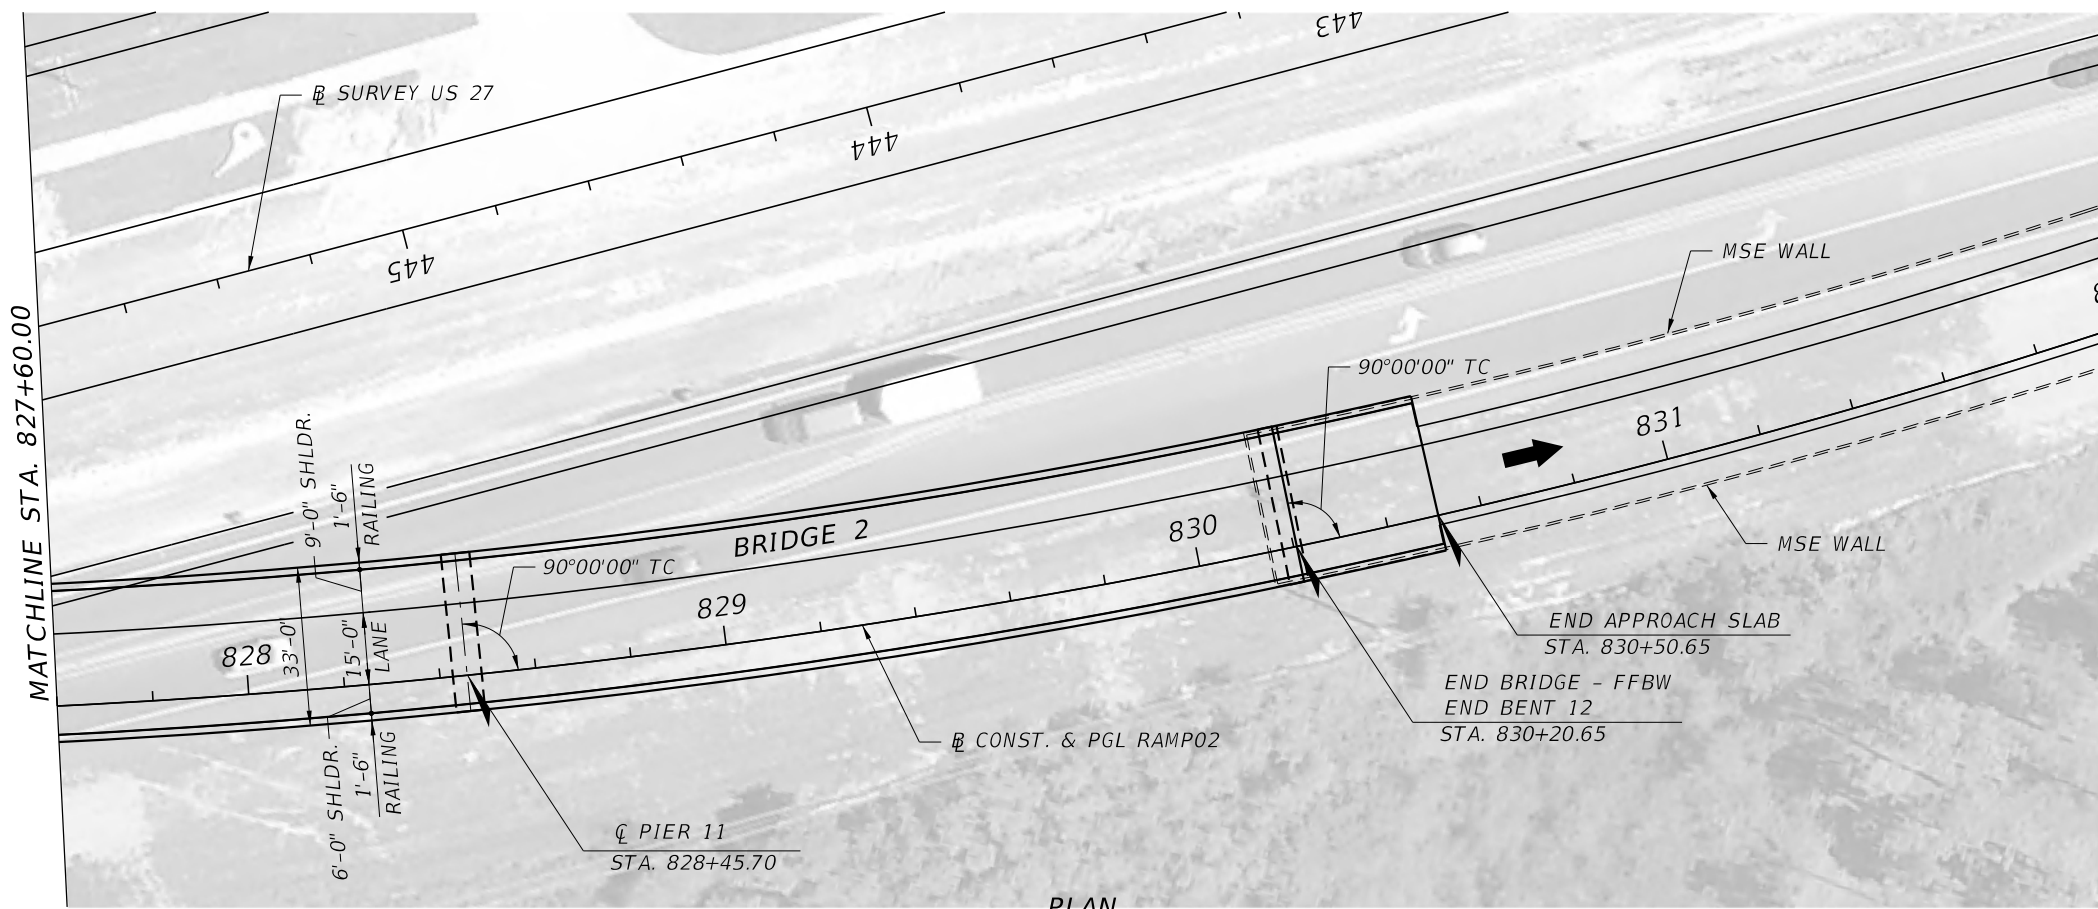 443
℄ SURVEY US 27
444
445
MSE WALL
MATCHLINE STA. 827+60.00
90°00'00" TC
831
9'-0" SHLDR.
1'-6"
RAILING
BRIDGE 2
830
MSE WALL
90°00'00" TC
829
828
33'-0"
15'-0"
LANE
END APPROACH SLAB
STA. 830+50.65
END BRIDGE - FFBW
END BENT 12
STA. 830+20.65
℄ CONST. & PGL RAMP02
6'-0" SHLDR.
1'-6"
RAILING
℄ PIER 11
STA. 828+45.70
PLAN